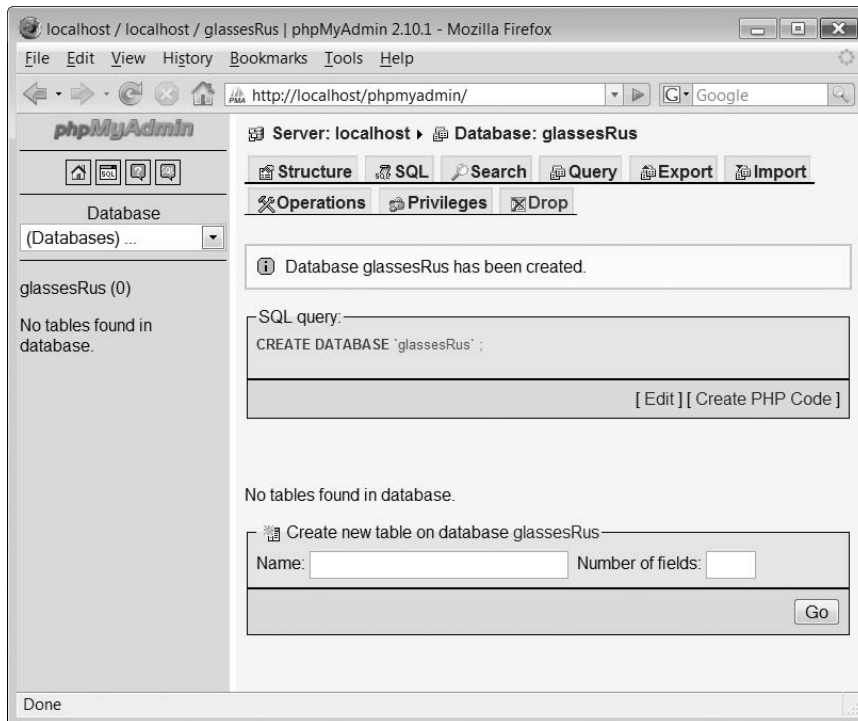 localhost / localhost / glassesRus | phpMyAdmin 2.10.1 - Mozilla Firefox
File Edit View History Bookmarks Tools Help
PMA http://localhost/phpmyadmin/ G Google
phpMyAdmin
SQL
Database
(Databases) ...
glassesRus (0)
No tables found in
database.
Server: localhost ▸ Database: glassesRus
Structure SQL Search Query Export Import
Operations Privileges Drop
Database glassesRus has been created.
SQL query:
CREATE DATABASE `glassesRus` ;
[ Edit ] [ Create PHP Code ]
No tables found in database.
Create new table on database glassesRus
Name: Number of fields:
Go
Done